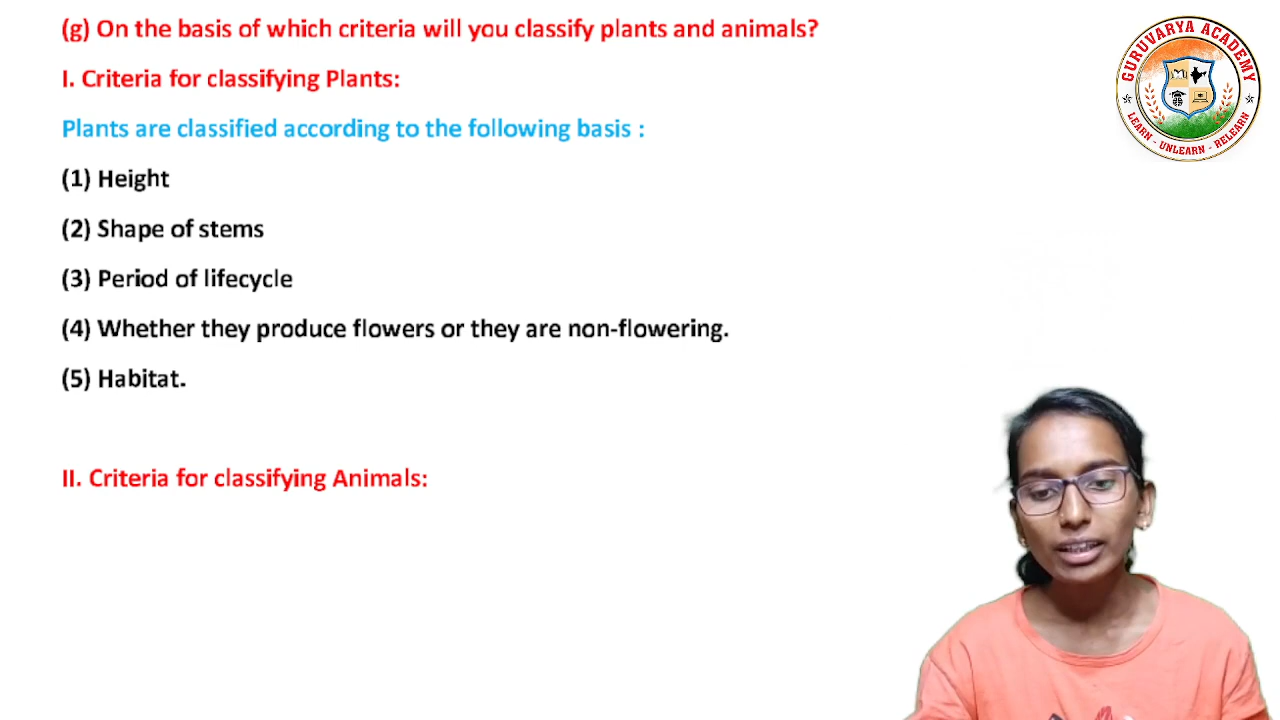 (g) On the basis of which criteria will you classify plants and animals?
I. Criteria for classifying Plants:
Plants are classified according to the following basis :
(1) Height
(2) Shape of stems
(3) Period of lifecycle
(4) Whether they produce flowers or they are non-flowering.
(5) Habitat.
II. Criteria for classifying Animals:
GURUVARYA ACADEMY
LEARN - UNLEARN - RELEARN